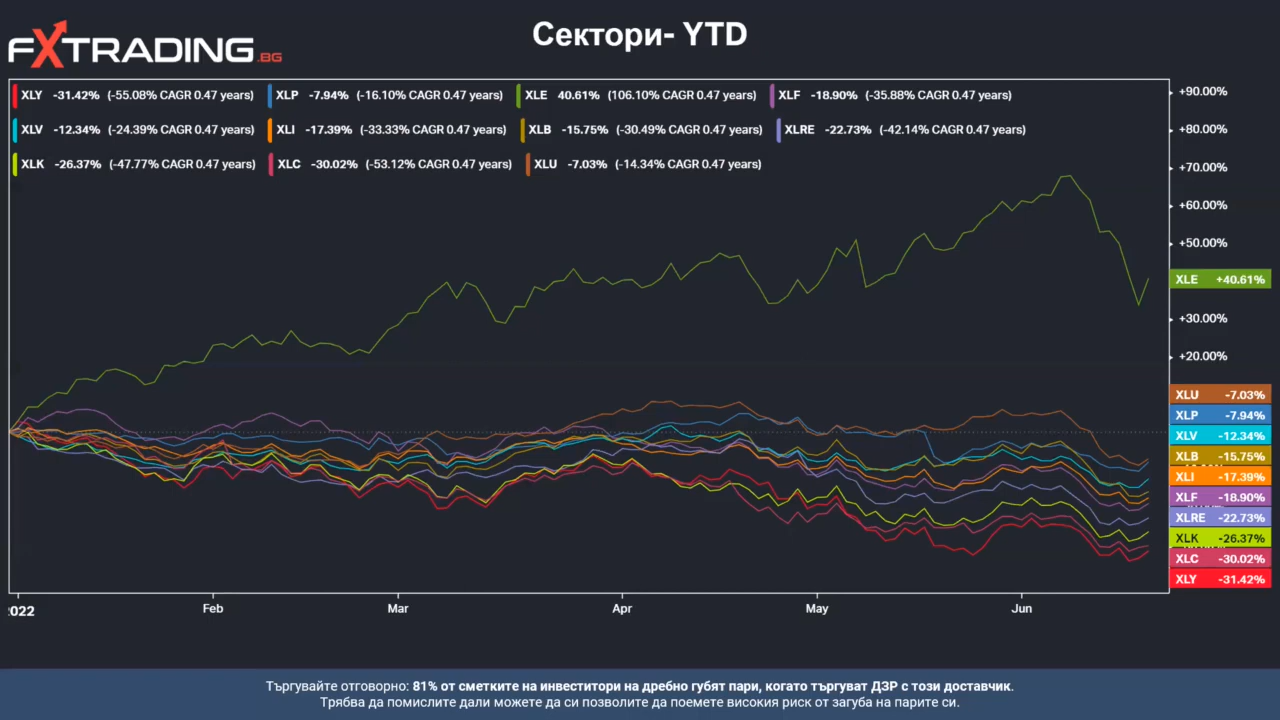 Сектори- YTD
FXTRADING.BG
XLY -31.42% (-55.08% CAGR 0.47 years) XLP -7.94% (-16.10% CAGR 0.47 years) XLE 40.61% (106.10% CAGR 0.47 years) XLF -18.90% (-35.88% CAGR 0.47 years)
XLV -12.34% (-24.39% CAGR 0.47 years) XLI -17.39% (-33.33% CAGR 0.47 years) XLB -15.75% (-30.49% CAGR 0.47 years) XLRE -22.73% (-42.14% CAGR 0.47 years)
XLK -26.37% (-47.77% CAGR 0.47 years) XLC -30.02% (-53.12% CAGR 0.47 years) XLU -7.03% (-14.34% CAGR 0.47 years)
+90.00%
+80.00%
+70.00%
+60.00%
+50.00%
XLE +40.61%
+30.00%
+20.00%
XLU -7.03%
XLP -7.94%
XLV -12.34%
XLB -15.75%
XLI -17.39%
XLF -18.90%
XLRE -22.73%
XLK -26.37%
XLC -30.02%
XLY -31.42%
2022 Feb Mar Apr May Jun
Търгувайте отговорно: 81% от сметките на инвеститори на дребно губят пари, когато търгуват ДЗР с този доставчик.
Трябва да помислите дали можете да си позволите да поемете високия риск от загуба на парите си.